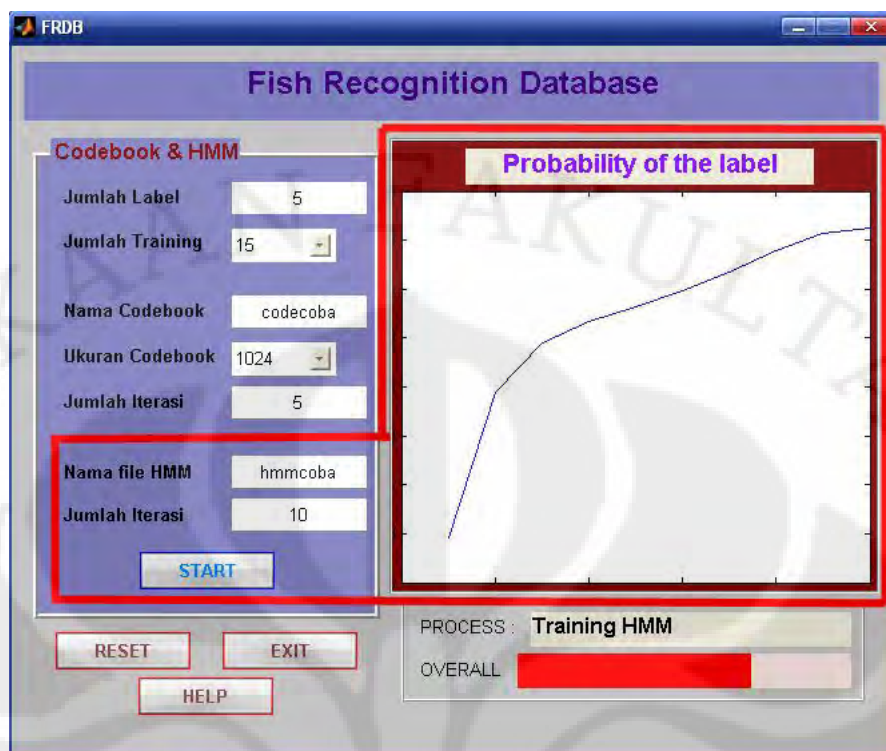 FRDB
Fish Recognition Database
Codebook & HMM
Jumlah Label 5
Jumlah Training 15
Nama Codebook codecoba
Ukuran Codebook 1024
Jumlah Iterasi 5
Nama file HMM hmmcoba
Jumlah Iterasi 10
START
RESET EXIT
HELP
Probability of the label
PROCESS : Training HMM
OVERALL